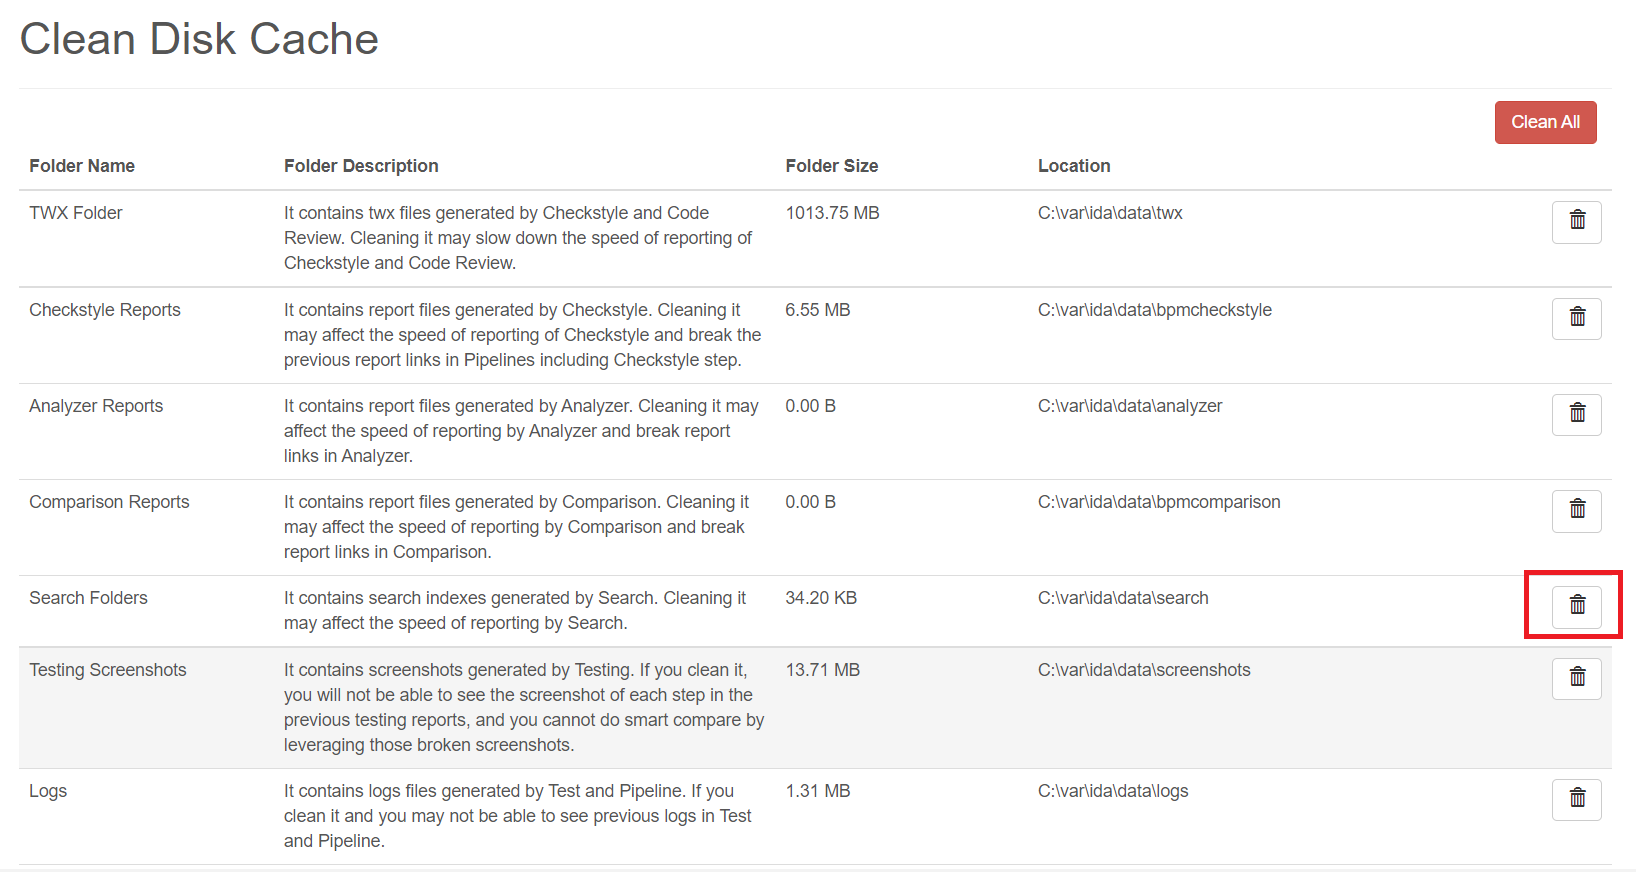 Clean Disk Cache
Clean All
Folder Name Folder Description Folder Size Location
TWX Folder It contains twx files generated by Checkstyle and Code 1013.75 MB C:\var\ida\data\twx
Review. Cleaning it may slow down the speed of reporting of
Checkstyle and Code Review.
Checkstyle Reports It contains report files generated by Checkstyle. Cleaning it 6.55 MB C:\var\ida\data\bpmcheckstyle
may affect the speed of reporting of Checkstyle and break the
previous report links in Pipelines including Checkstyle step.
Analyzer Reports It contains report files generated by Analyzer. Cleaning it may 0.00 B C:\var\ida\data\analyzer
affect the speed of reporting by Analyzer and break report
links in Analyzer.
Comparison Reports It contains report files generated by Comparison. Cleaning it 0.00 B C:\var\ida\data\bpmcomparison
may affect the speed of reporting by Comparison and break
report links in Comparison.
Search Folders It contains search indexes generated by Search. Cleaning it 34.20 KB C:\var\ida\data\search
may affect the speed of reporting by Search.
Testing Screenshots It contains screenshots generated by Testing. If you clean it, 13.71 MB C:\var\ida\data\screenshots
you will not be able to see the screenshot of each step in the
previous testing reports, and you cannot do smart compare by
leveraging those broken screenshots.
Logs It contains logs files generated by Test and Pipeline. If you 1.31 MB C:\var\ida\data\logs
clean it and you may not be able to see previous logs in Test
and Pipeline.